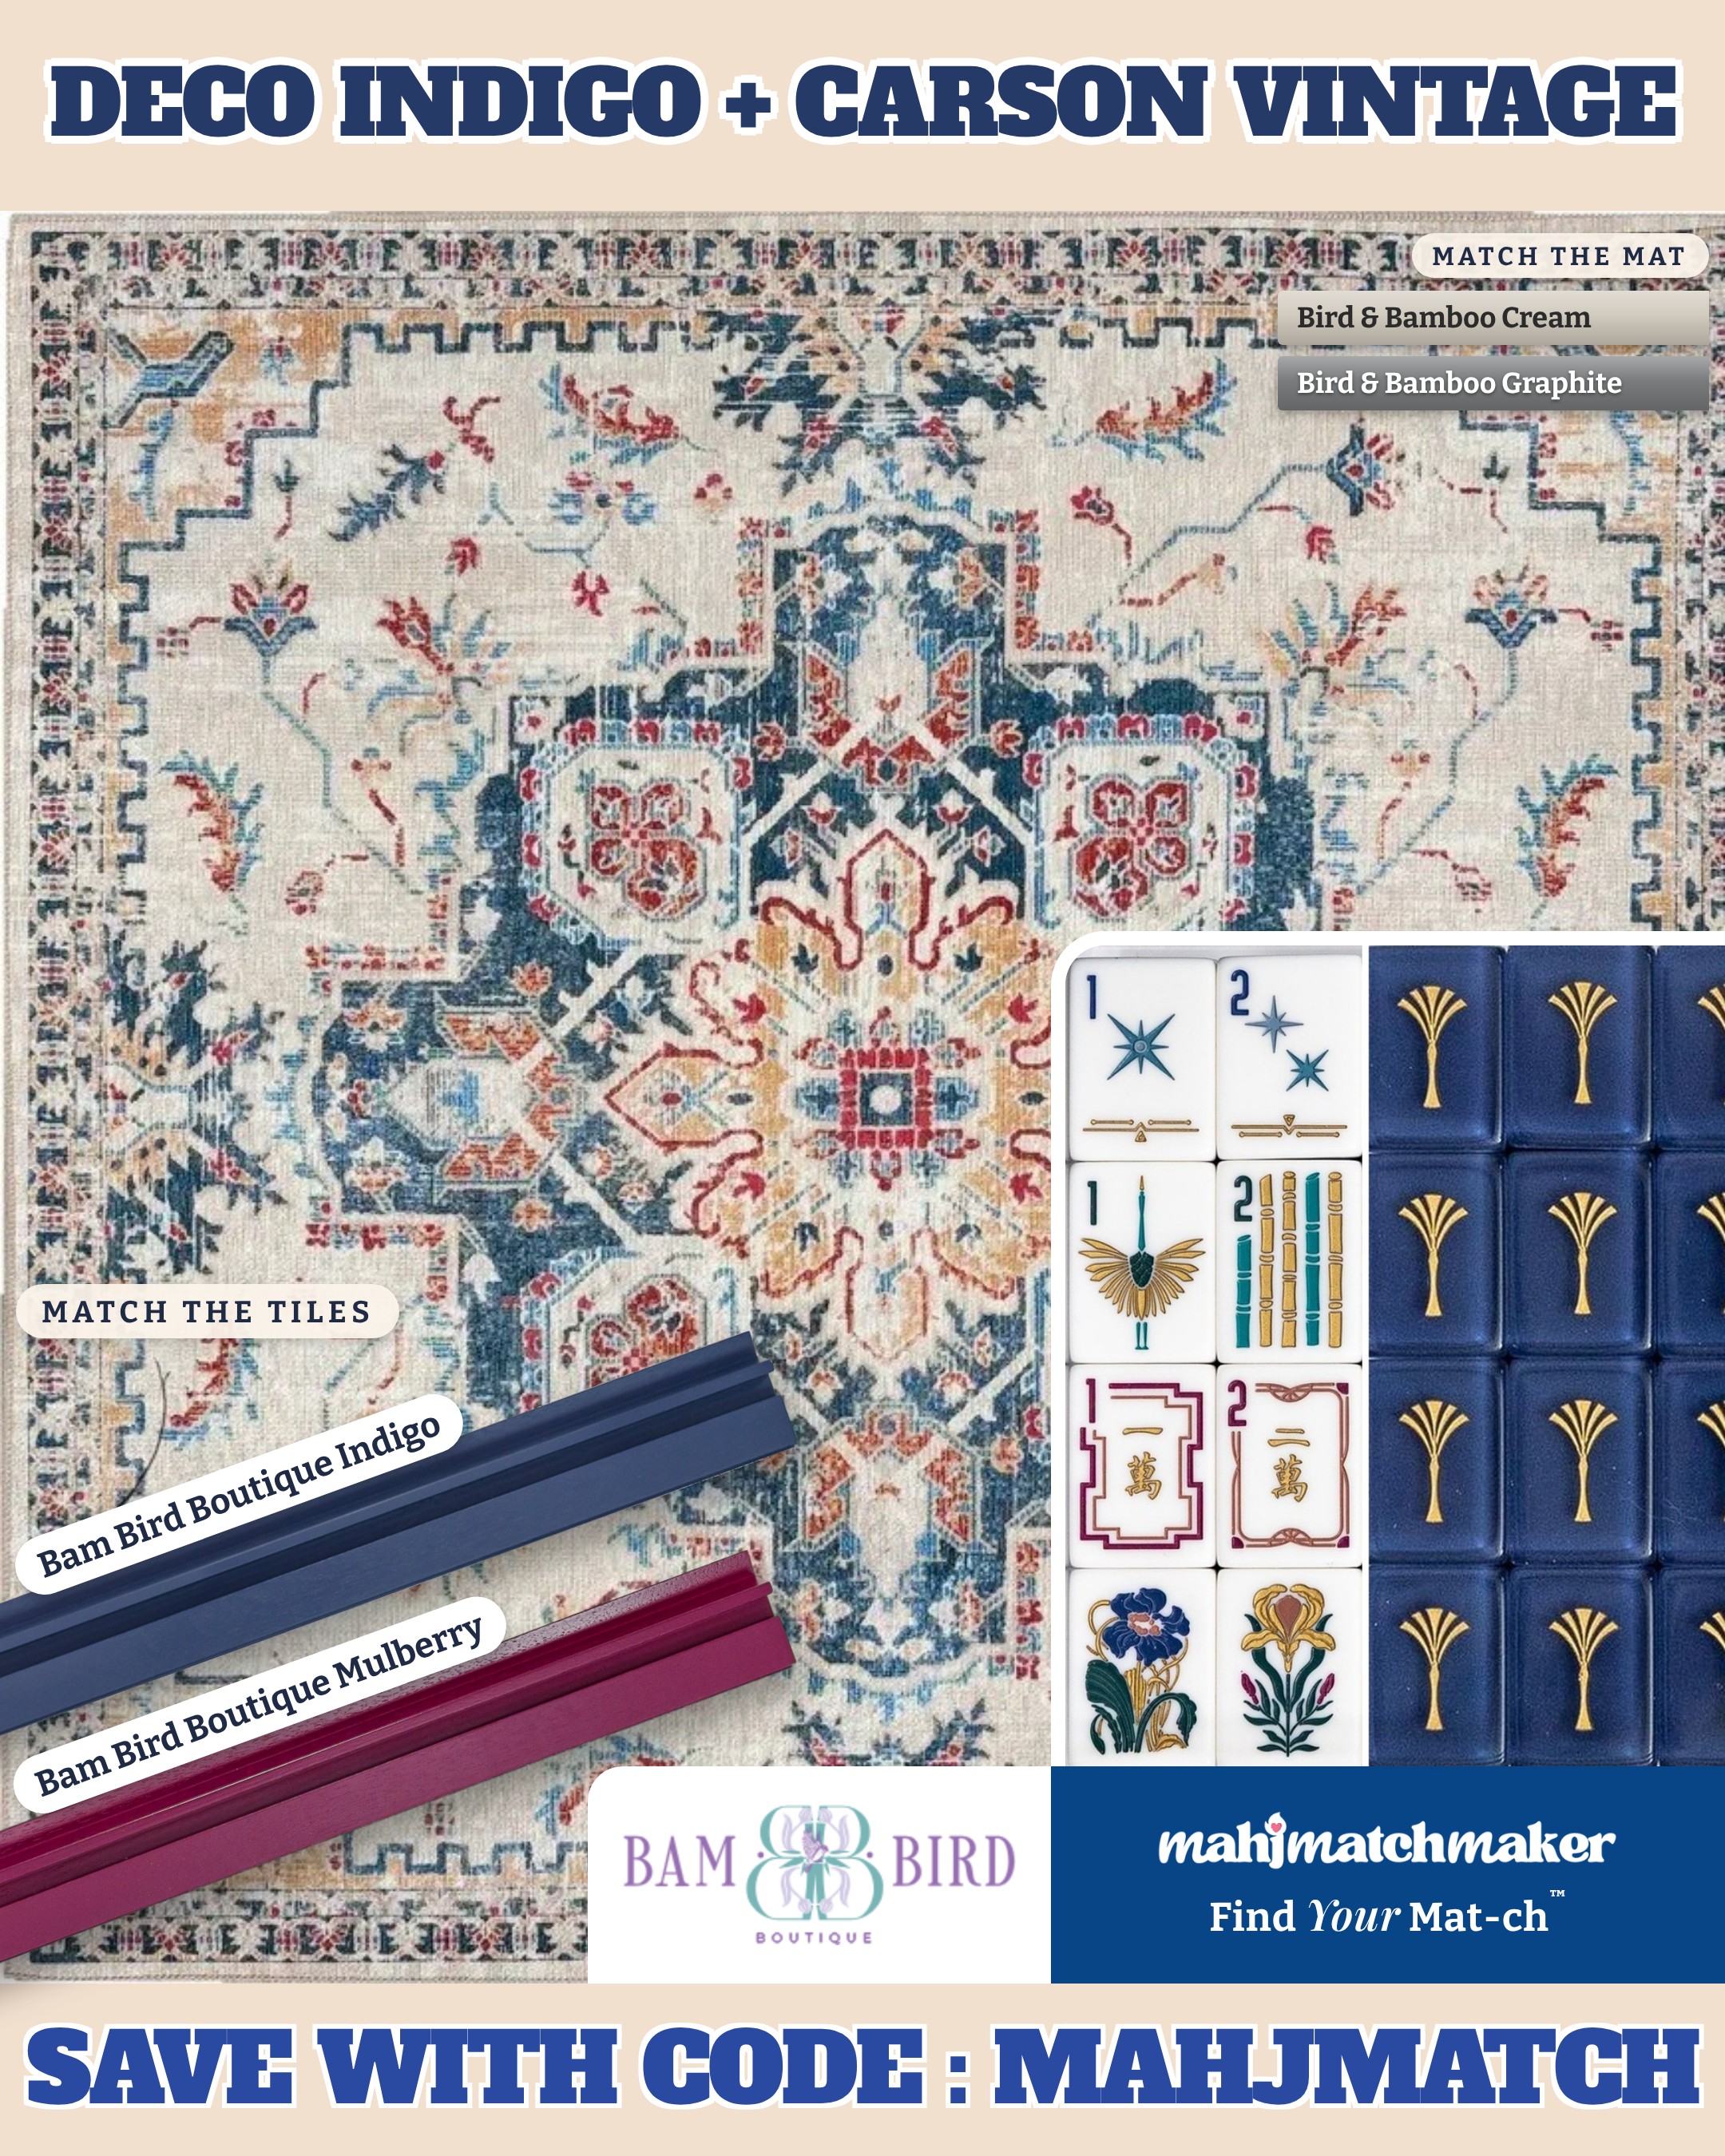 DECO INDIGO + CARSON VINTAGE
MATCH THE MAT
Bird & Bamboo Cream
Bird & Bamboo Graphite
1 2
1 2
1 2
一萬 二萬
MATCH THE TILES
Bam Bird Boutique Indigo
Bam Bird Boutique Mulberry
BAM BIRD
BOUTIQUE
mahjmatchmaker
Find Your Mat-ch™
SAVE WITH CODE : MAHJMATCH